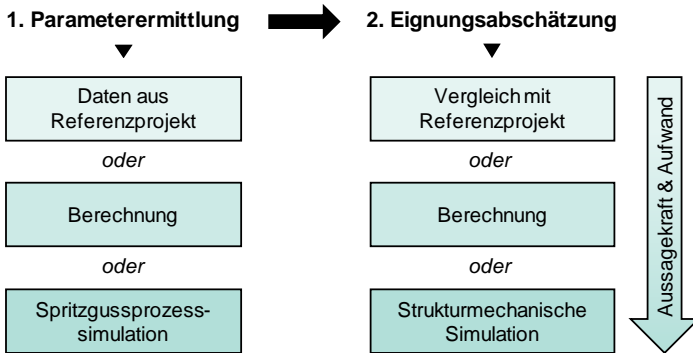 1. Parameterermittlung
2. Eignungsabschätzung
Daten aus
Referenzprojekt
Vergleich mit
Referenzprojekt
oder
oder
Berechnung
Berechnung
oder
oder
Spritzgussprozess-
simulation
Strukturmechanische
Simulation
Aussagekraft & Aufwand